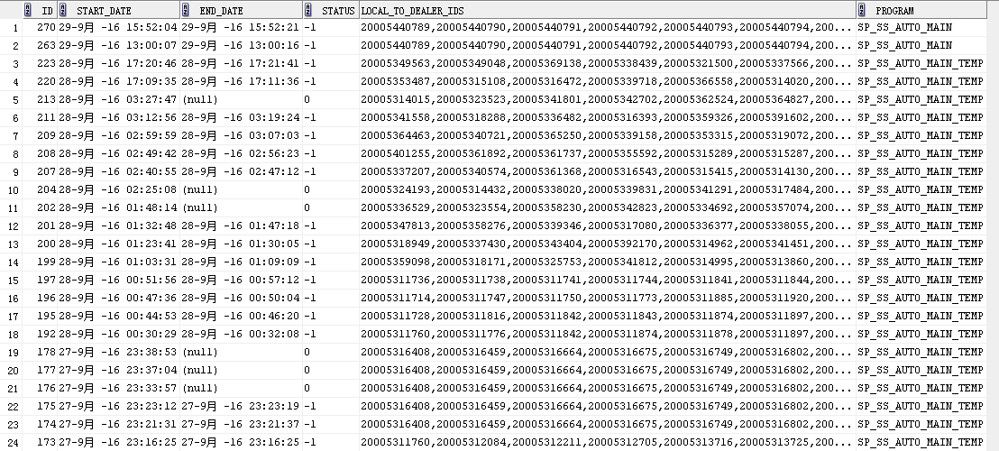 ID START_DATE END_DATE STATUS LOCAL_TO_DEALER_IDS PROGRAM
1 270 29-9月 -16 15:52:04 29-9月 -16 15:52:21 -1 20005440789,20005440790,20005440791,20005440792,20005440793,20005440794,200... SP_SS_AUTO_MAIN
2 263 29-9月 -16 13:00:07 29-9月 -16 13:00:16 -1 20005440789,20005440790,20005440791,20005440792,20005440793,20005440794,200... SP_SS_AUTO_MAIN
3 223 28-9月 -16 17:20:46 28-9月 -16 17:21:41 -1 20005349563,20005349048,20005369138,20005338439,20005321500,20005337566,200... SP_SS_AUTO_MAIN_TEMP
4 220 28-9月 -16 17:09:35 28-9月 -16 17:11:36 -1 20005353487,20005315108,20005316472,20005339718,20005366558,20005314020,200... SP_SS_AUTO_MAIN_TEMP
5 213 28-9月 -16 03:27:47 (null) 0 20005314015,20005323523,20005341801,20005342702,20005362524,20005364827,200... SP_SS_AUTO_MAIN_TEMP
6 211 28-9月 -16 03:12:56 28-9月 -16 03:19:24 -1 20005341558,20005318288,20005336482,20005316393,20005359326,20005391602,200... SP_SS_AUTO_MAIN_TEMP
7 209 28-9月 -16 02:59:59 28-9月 -16 03:07:03 -1 20005364463,20005340721,20005365250,20005339158,20005353315,20005319072,200... SP_SS_AUTO_MAIN_TEMP
8 208 28-9月 -16 02:49:42 28-9月 -16 02:56:23 -1 20005401255,20005361892,20005361737,20005355592,20005315289,20005315287,200... SP_SS_AUTO_MAIN_TEMP
9 207 28-9月 -16 02:40:55 28-9月 -16 02:47:12 -1 20005337207,20005340574,20005361368,20005316543,20005315415,20005314130,200... SP_SS_AUTO_MAIN_TEMP
10 204 28-9月 -16 02:25:08 (null) 0 20005324193,20005314432,20005338020,20005339831,20005341291,20005317484,200... SP_SS_AUTO_MAIN_TEMP
11 202 28-9月 -16 01:48:14 (null) 0 20005336529,20005323554,20005358230,20005342823,20005334692,20005357074,200... SP_SS_AUTO_MAIN_TEMP
12 201 28-9月 -16 01:32:48 28-9月 -16 01:47:18 -1 20005347813,20005358276,20005339346,20005317080,20005336377,20005338055,200... SP_SS_AUTO_MAIN_TEMP
13 200 28-9月 -16 01:23:41 28-9月 -16 01:30:05 -1 20005318949,20005337430,20005343404,20005392170,20005314962,20005341451,200... SP_SS_AUTO_MAIN_TEMP
14 199 28-9月 -16 01:03:31 28-9月 -16 01:09:09 -1 20005359098,20005318171,20005325753,20005341812,20005314995,20005313860,200... SP_SS_AUTO_MAIN_TEMP
15 197 28-9月 -16 00:51:56 28-9月 -16 00:57:12 -1 20005311736,20005311738,20005311741,20005311744,20005311841,20005311844,200... SP_SS_AUTO_MAIN_TEMP
16 196 28-9月 -16 00:47:36 28-9月 -16 00:50:04 -1 20005311714,20005311747,20005311750,20005311773,20005311885,20005311920,200... SP_SS_AUTO_MAIN_TEMP
17 195 28-9月 -16 00:44:53 28-9月 -16 00:46:20 -1 20005311728,20005311816,20005311842,20005311843,20005311874,20005311897,200... SP_SS_AUTO_MAIN_TEMP
18 192 28-9月 -16 00:30:29 28-9月 -16 00:32:08 -1 20005311760,20005311776,20005311842,20005311874,20005311878,20005311897,200... SP_SS_AUTO_MAIN_TEMP
19 178 27-9月 -16 23:38:53 (null) 0 20005316408,20005316459,20005316664,20005316675,20005316749,20005316802,200... SP_SS_AUTO_MAIN_TEMP
20 177 27-9月 -16 23:37:04 (null) 0 20005316408,20005316459,20005316664,20005316675,20005316749,20005316802,200... SP_SS_AUTO_MAIN_TEMP
21 176 27-9月 -16 23:33:57 (null) 0 20005316408,20005316459,20005316664,20005316675,20005316749,20005316802,200... SP_SS_AUTO_MAIN_TEMP
22 175 27-9月 -16 23:23:12 27-9月 -16 23:23:19 -1 20005316408,20005316459,20005316664,20005316675,20005316749,20005316802,200... SP_SS_AUTO_MAIN_TEMP
23 174 27-9月 -16 23:21:31 27-9月 -16 23:21:37 -1 20005316408,20005316459,20005316664,20005316675,20005316749,20005316802,200... SP_SS_AUTO_MAIN_TEMP
24 173 27-9月 -16 23:16:25 27-9月 -16 23:16:25 -1 20005311760,20005312084,20005312211,20005312705,20005313716,20005313725,200... SP_SS_AUTO_MAIN_TEMP